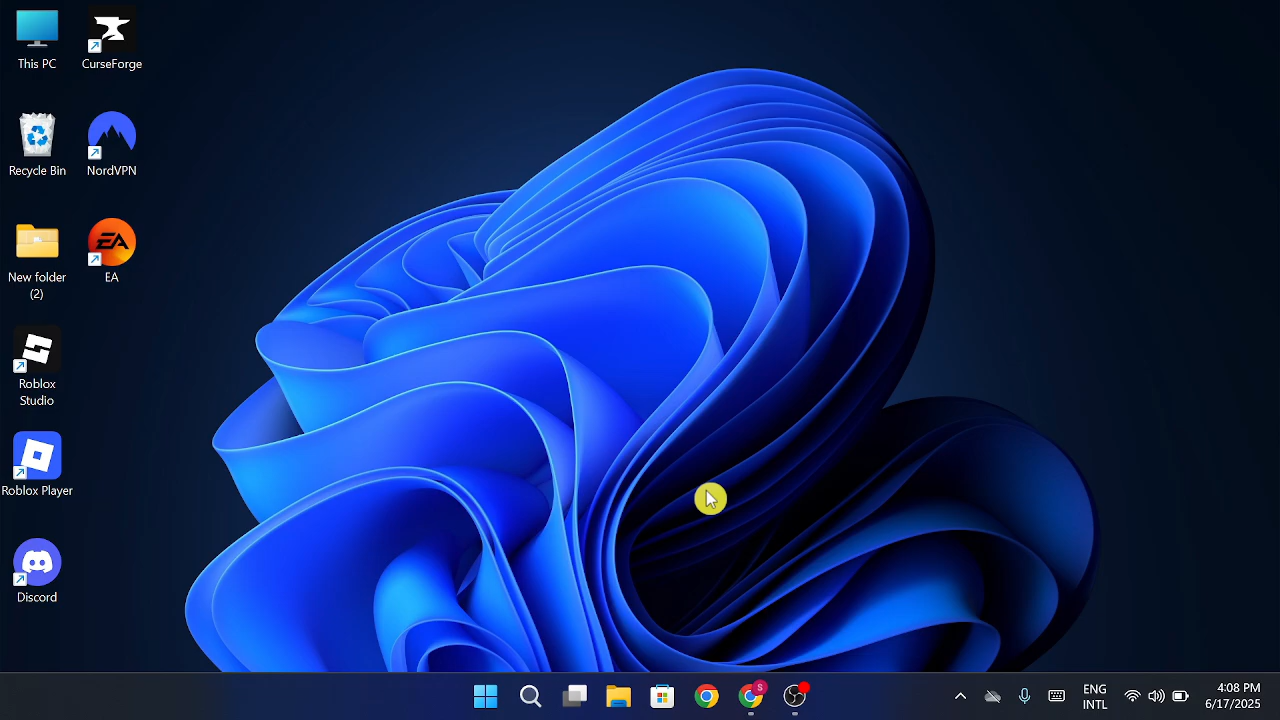 This PC
CurseForge
Recycle Bin
NordVPN
New folder
(2)
EA
EA
Roblox
Studio
Roblox Player
Discord
S
ENG
INTL
4:08 PM
6/17/2025